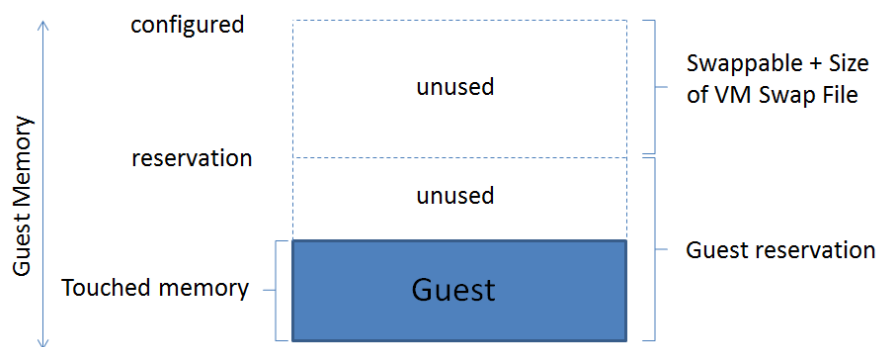 configured
unused
Swappable + Size
of VM Swap File
Guest Memory
reservation
unused
Guest reservation
Touched memory
Guest